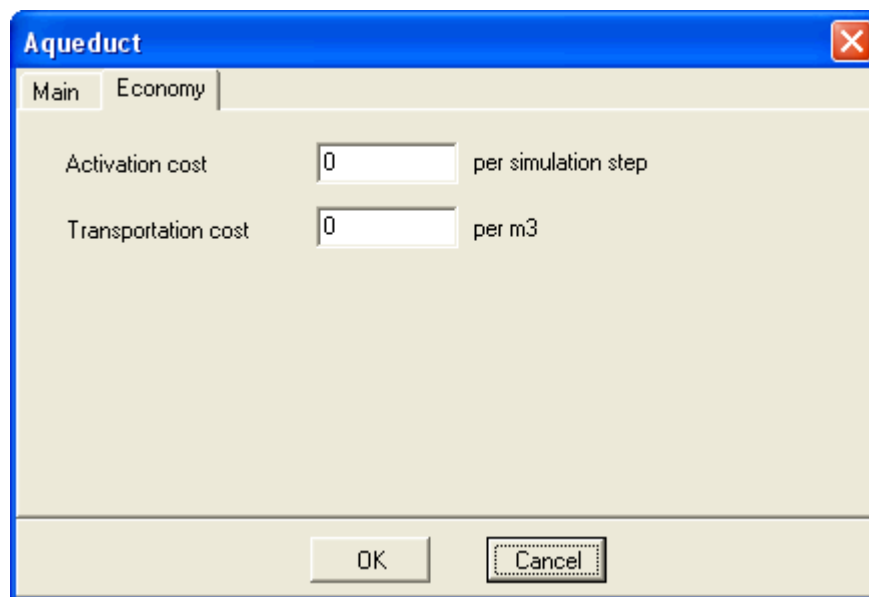 Aqueduct
Main Economy
Activation cost 0 per simulation step
Transportation cost 0 per m3
OK Cancel